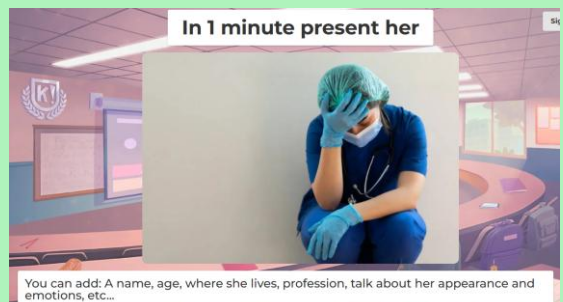 In 1 minute present her
K!
You can add: A name, age, where she lives, profession, talk about her appearance and
emotions, etc...